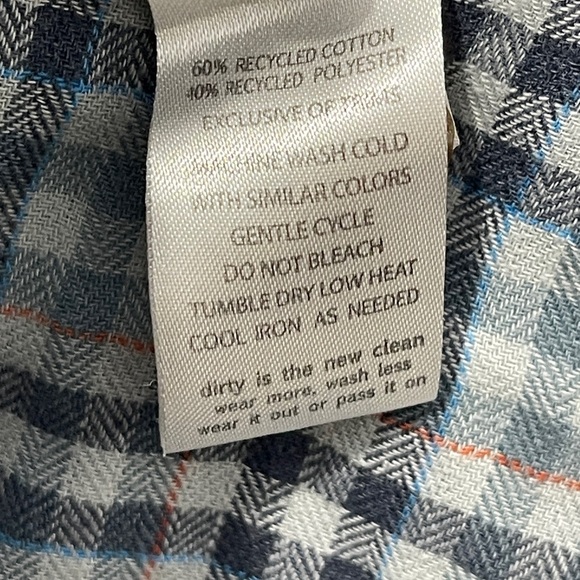 60% RECYCLED COTTON
40% RECYCLED POLYESTER
EXCLUSIVE OF TRIMS
MACHINE WASH COLD
WITH SIMILAR COLORS
GENTLE CYCLE
DO NOT BLEACH
TUMBLE DRY LOW HEAT
COOL IRON AS NEEDED
dirty is the new clean
wear more, wash less
wear it out or pass it on